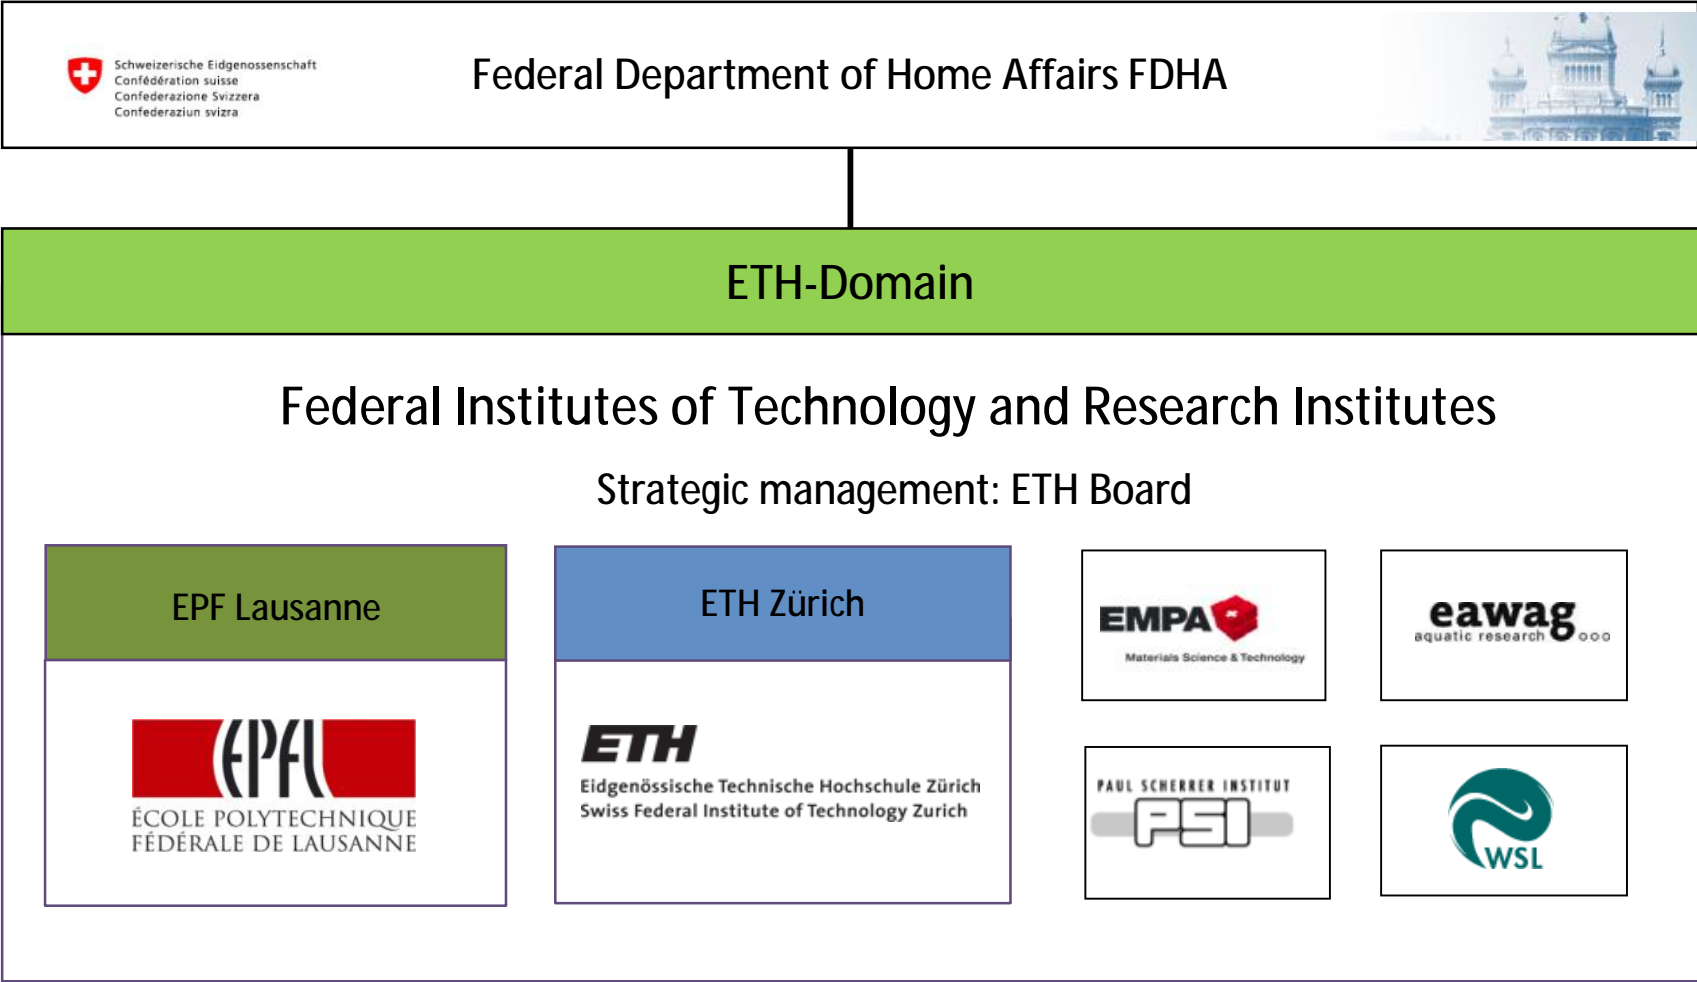 Schweizerische Eidgenossenschaft
Confédération suisse
Confederazione Svizzera
Confederaziun svizra
Federal Department of Home Affairs FDHA
ETH-Domain
Federal Institutes of Technology and Research Institutes
Strategic management: ETH Board
EPF Lausanne
ETH Zürich
EPFL
ÉCOLE POLYTECHNIQUE
FÉDÉRALE DE LAUSANNE
ETH
Eidgenössische Technische Hochschule Zürich
Swiss Federal Institute of Technology Zurich
EMPA
Materials Science & Technology
eawag
aquatic research
PAUL SCHERRER INSTITUT
PSI
WSL